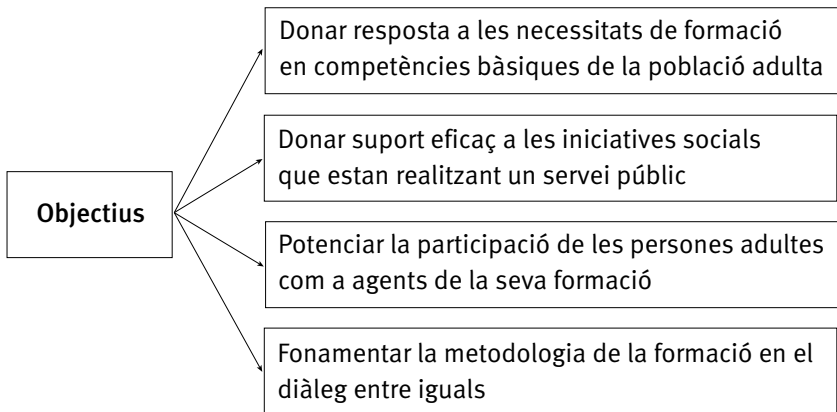 Objectius
Donar resposta a les necessitats de formació
en competències bàsiques de la població adulta
Donar suport eficaç a les iniciatives socials
que estan realitzant un servei públic
Potenciar la participació de les persones adultes
com a agents de la seva formació
Fonamentar la metodologia de la formació en el
diàleg entre iguals